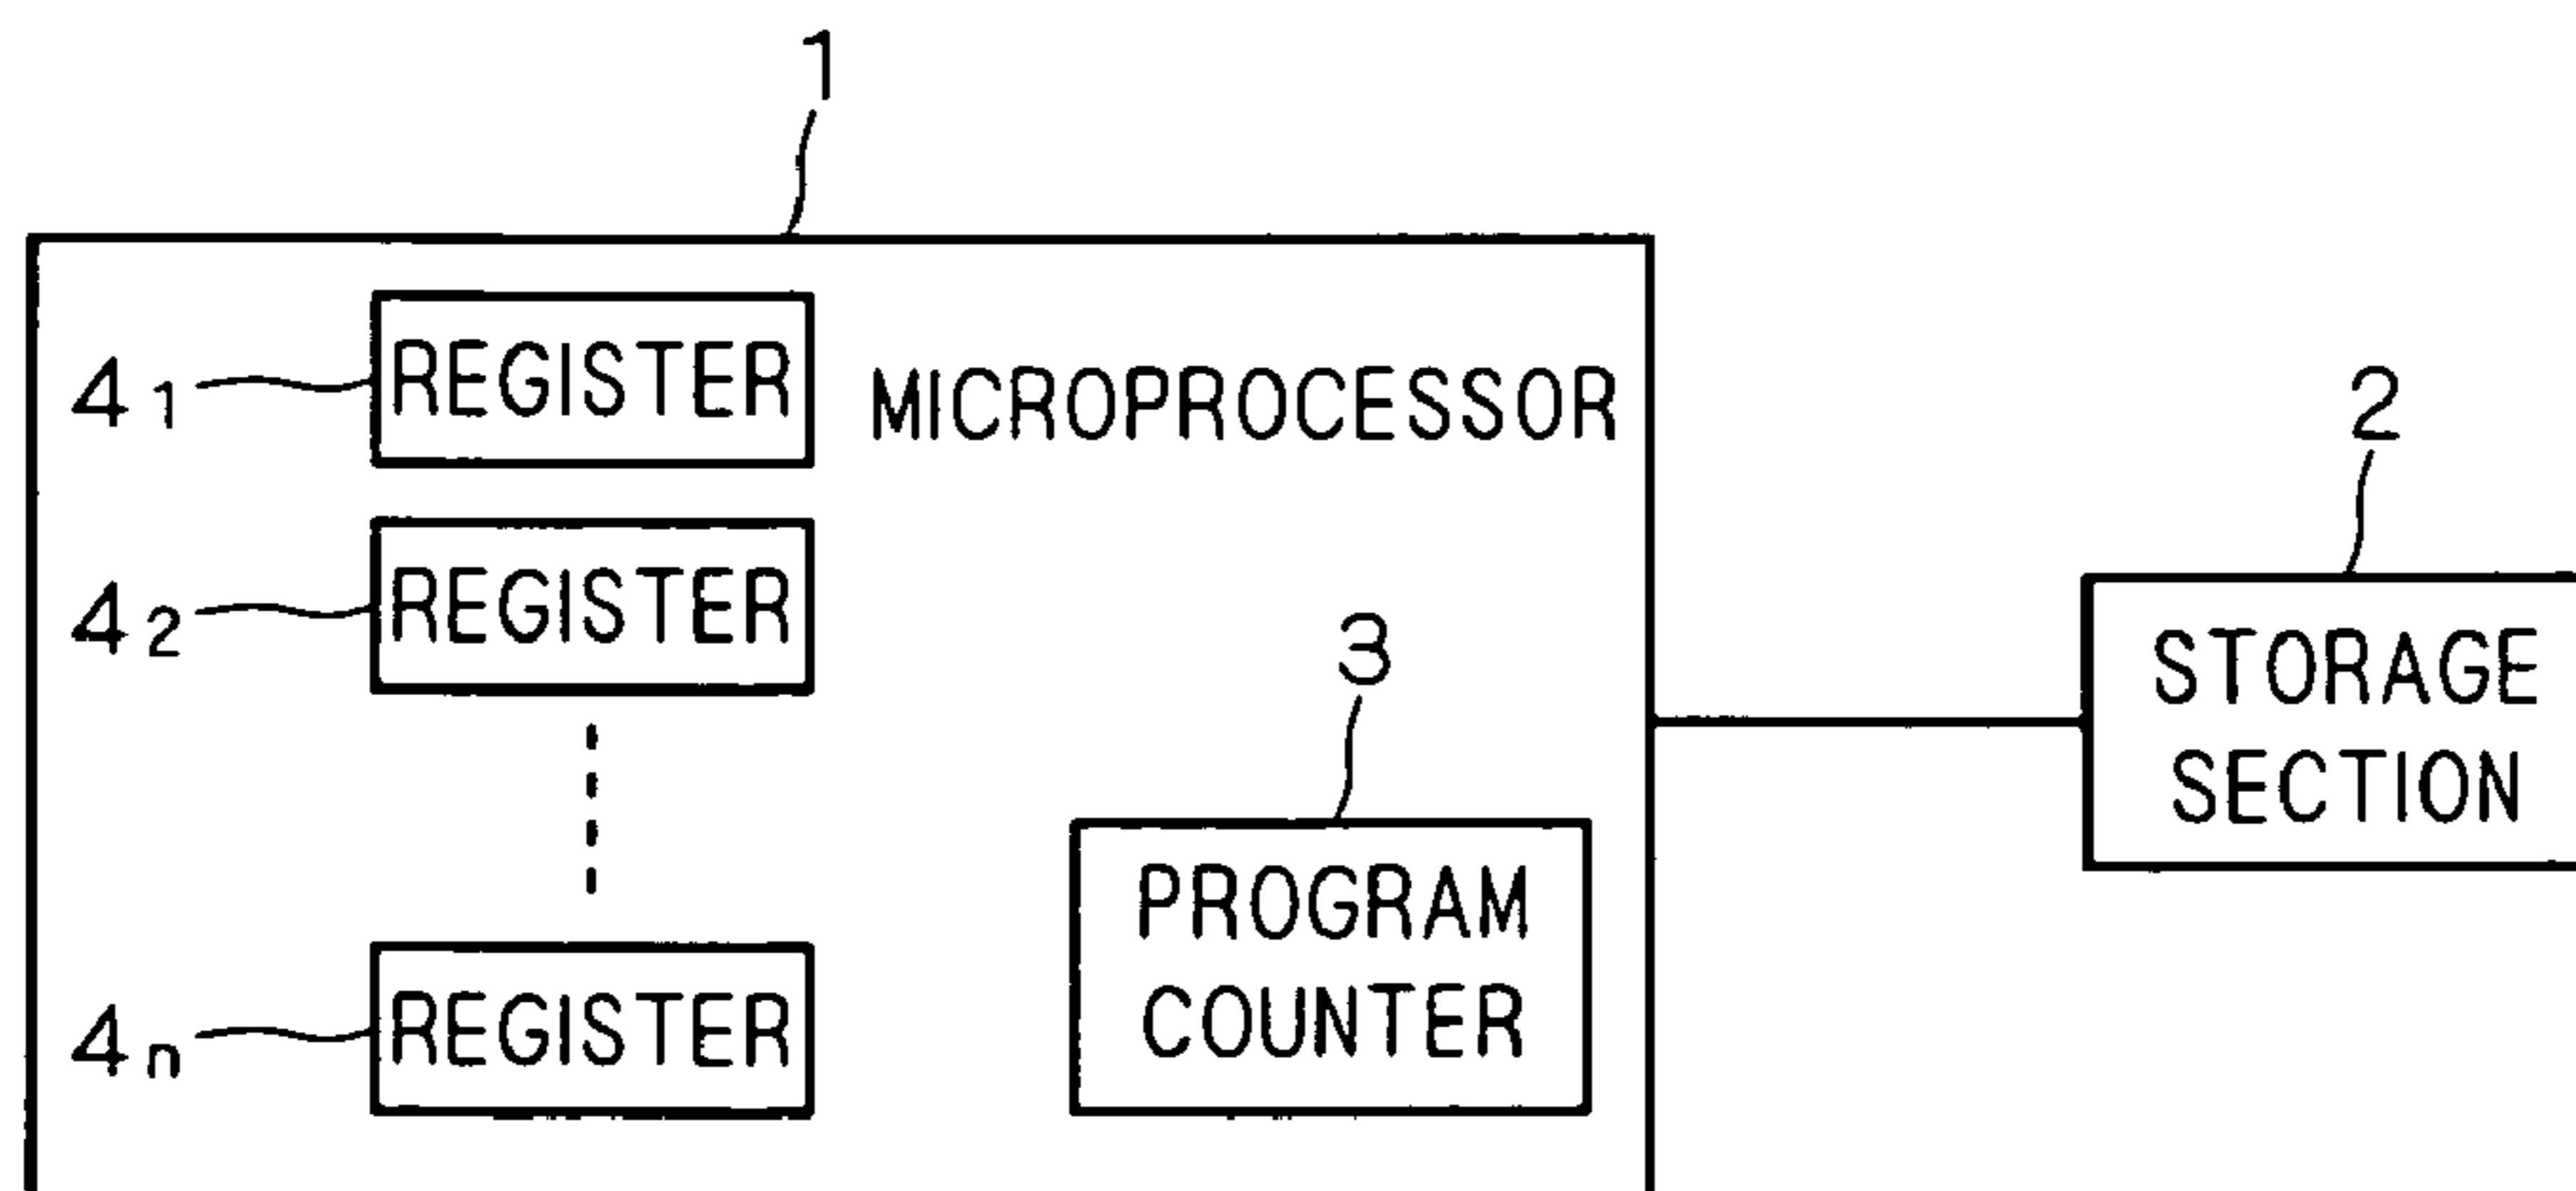 1
4₁ REGISTER
MICROPROCESSOR
2
4₂ REGISTER
3
STORAGE
SECTION
PROGRAM
COUNTER
4ₙ REGISTER